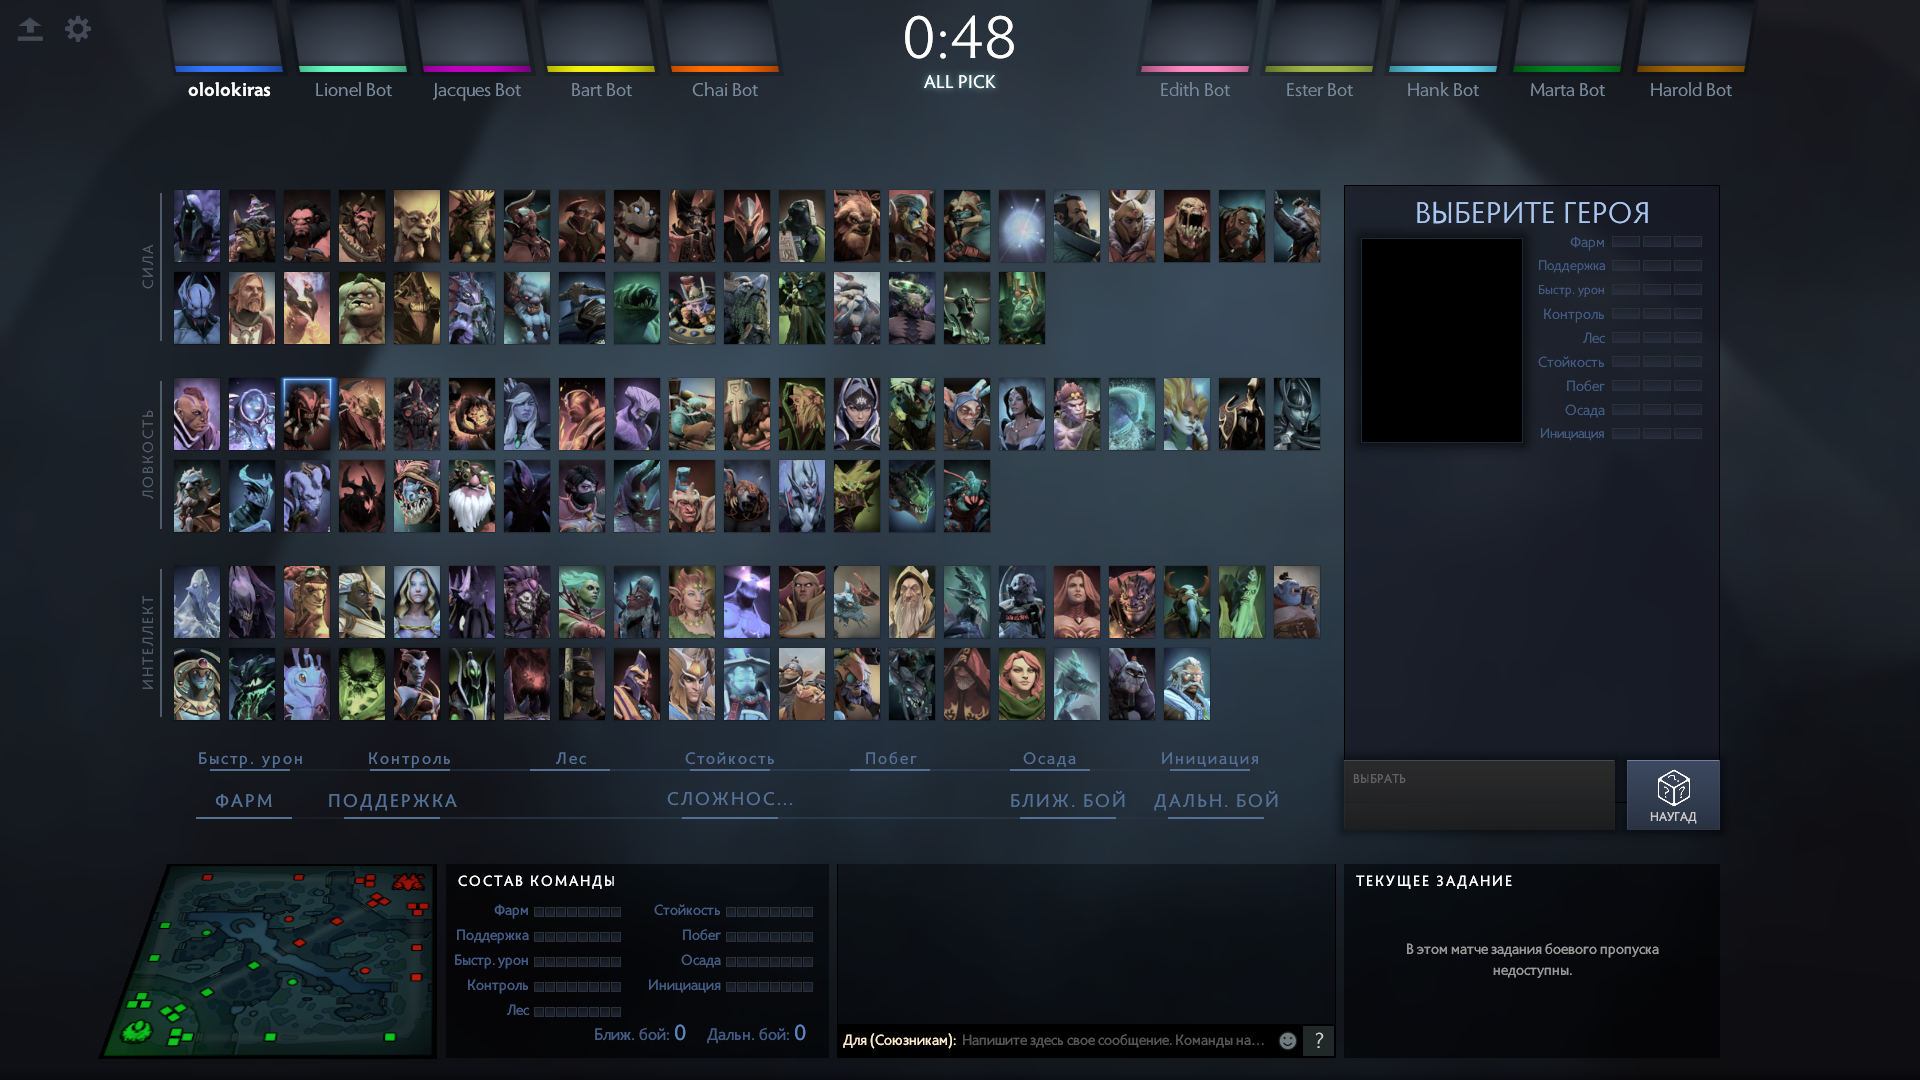 0:48
ALL PICK
ololokiras
Lionel Bot
Jacques Bot
Bart Bot
Chai Bot
Edith Bot
Ester Bot
Hank Bot
Marta Bot
Harold Bot
СИЛА
ЛОВКОСТЬ
ИНТЕЛЛЕКТ
ВЫБЕРИТЕ ГЕРОЯ
Фарм
Поддержка
Быстр. урон
Контроль
Лес
Стойкость
Побег
Осада
Инициация
Быстр. урон
Контроль
Лес
Стойкость
Побег
Осада
Инициация
ФАРМ
ПОДДЕРЖКА
СЛОЖНОС...
БЛИЖ. БОЙ
ДАЛЬН. БОЙ
ВЫБРАТЬ
НАУГАД
СОСТАВ КОМАНДЫ
Фарм
Поддержка
Быстр. урон
Контроль
Лес
Стойкость
Побег
Осада
Инициация
Ближ. бой: 0
Дальн. бой: 0
Для (Союзникам): Напишите здесь свое сообщение. Команды на...
?
ТЕКУЩЕЕ ЗАДАНИЕ
В этом матче задания боевого пропуска
недоступны.